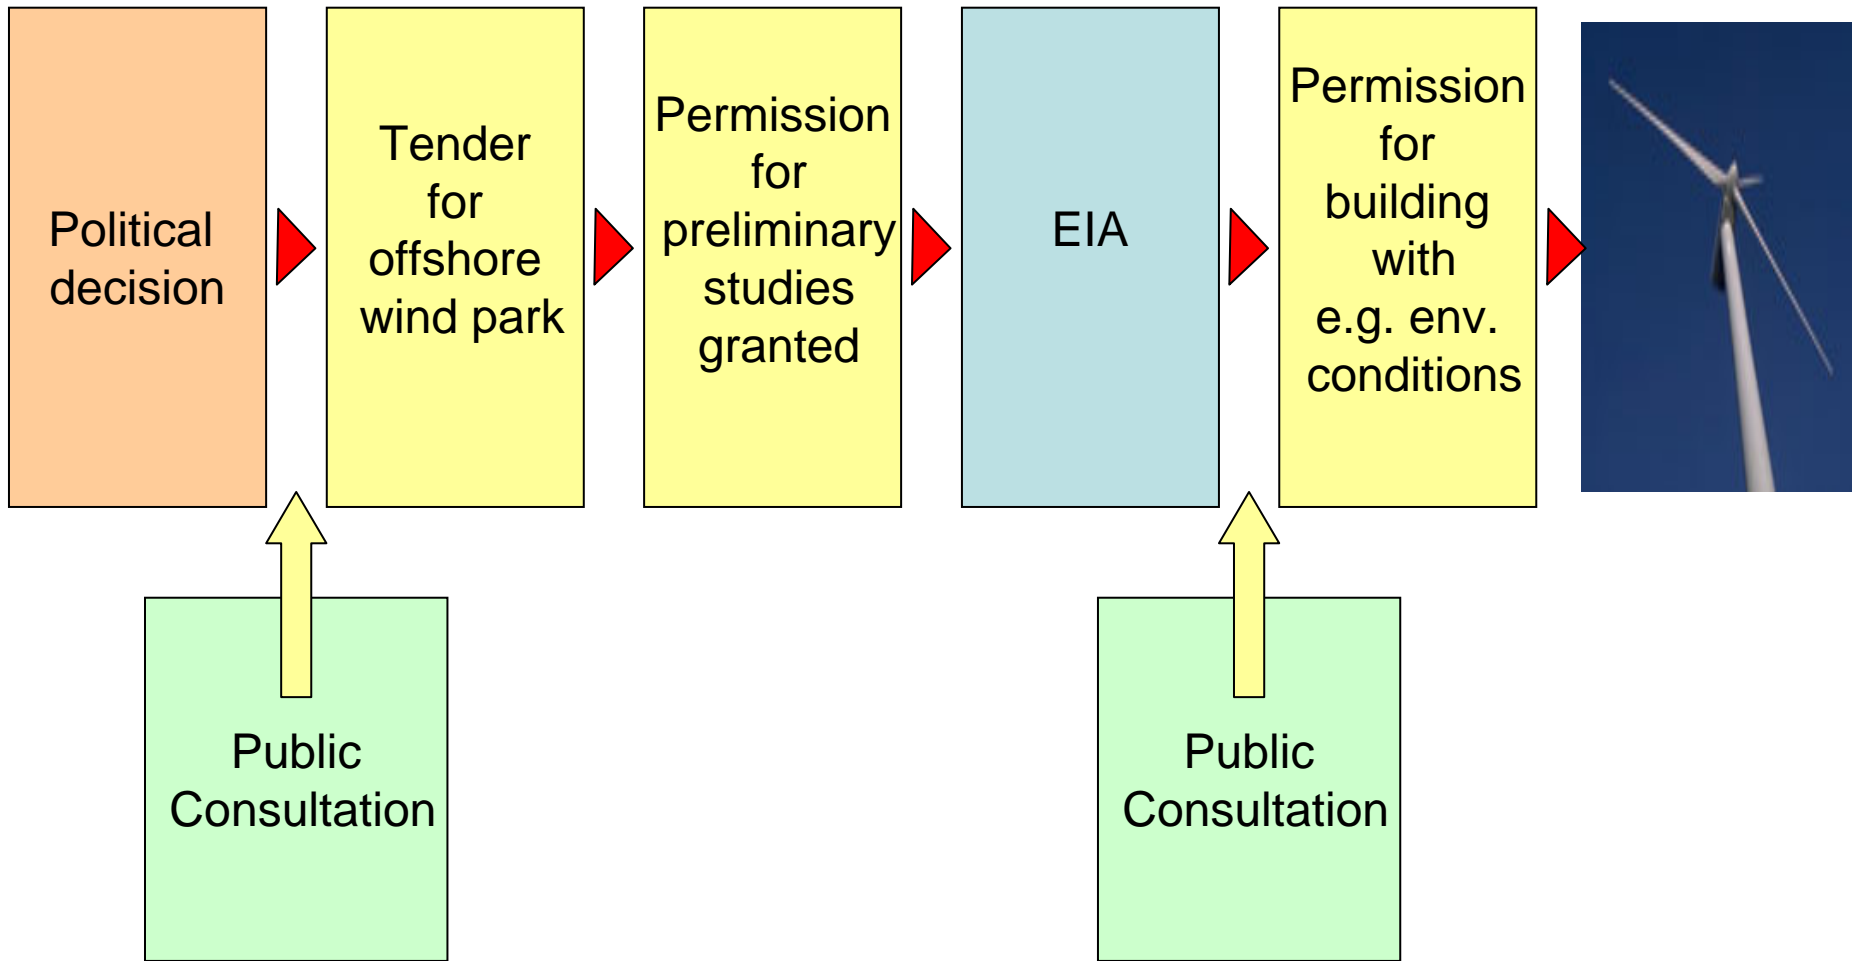 Political
decision
Tender
for
offshore
wind park
Permission
for
preliminary
studies
granted
EIA
Permission
for
building
with
e.g. env.
conditions
Public
Consultation
Public
Consultation